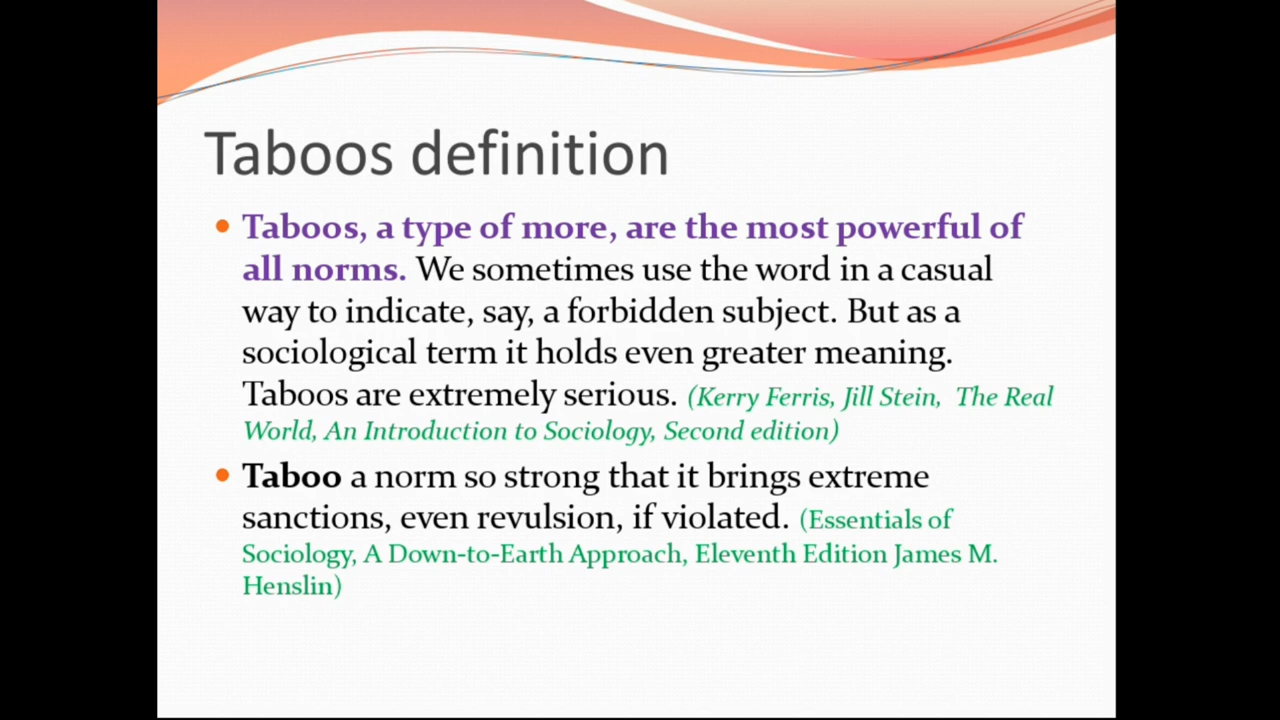 Taboos definition
Taboos, a type of more, are the most powerful of
all norms. We sometimes use the word in a casual
way to indicate, say, a forbidden subject. But as a
sociological term it holds even greater meaning.
Taboos are extremely serious. (Kerry Ferris, Jill Stein, The Real
World, An Introduction to Sociology, Second edition)
Taboo a norm so strong that it brings extreme
sanctions, even revulsion, if violated. (Essentials of
Sociology, A Down-to-Earth Approach, Eleventh Edition James M.
Henslin)